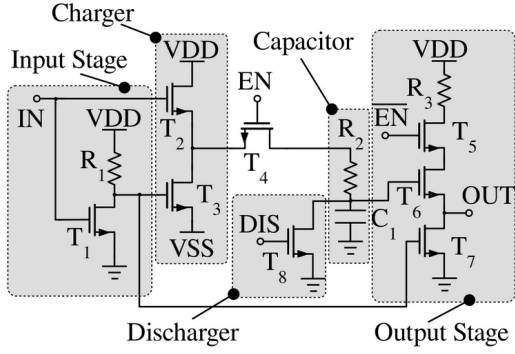 Charger
Input Stage
Capacitor
VDD
VDD
EN
IN
VDD
T2
R2
R3
EN
T5
R1
T4
T3
T6
OUT
T1
DIS
C1
VSS
T8
T7
Discharger
Output Stage